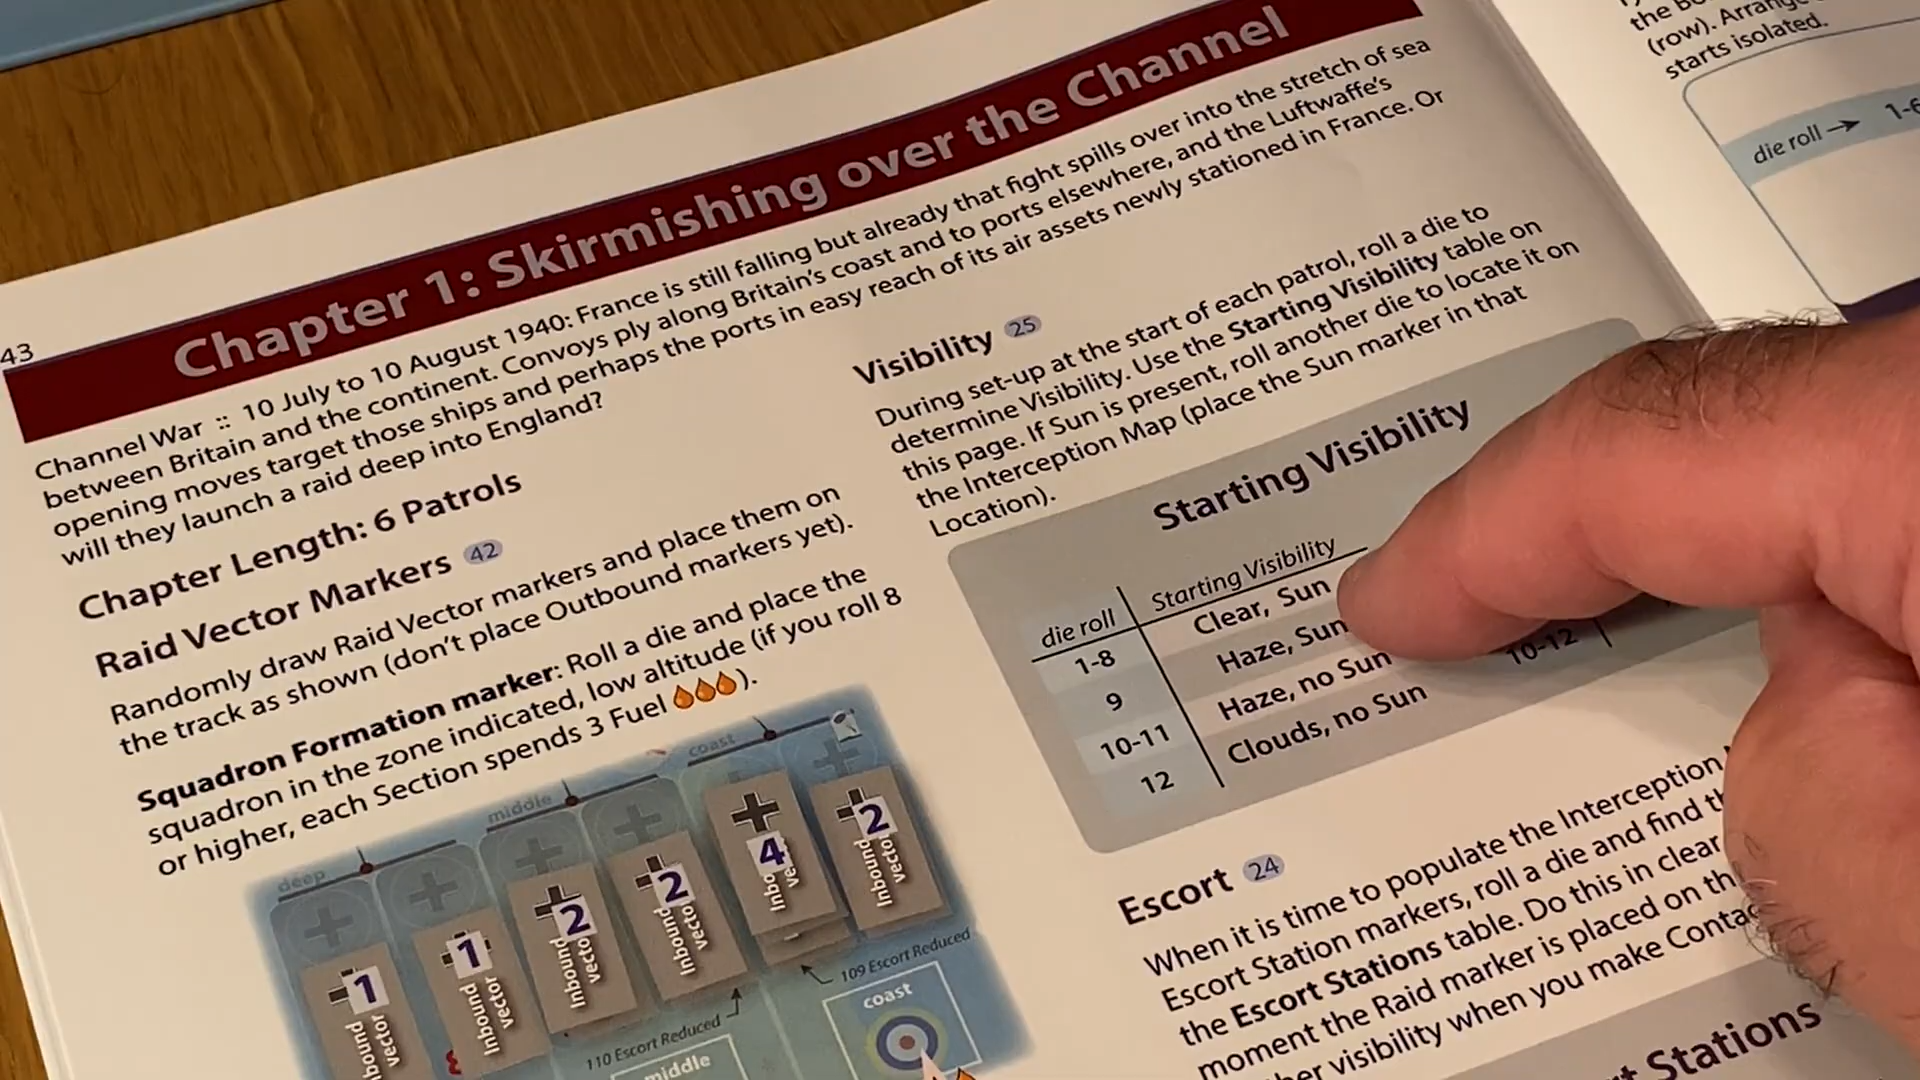 43
Chapter 1: Skirmishing over the Channel
Channel War :: 10 July to 10 August 1940: France is still falling but already that fight spills over into the stretch of sea
between Britain and the continent. Convoys ply along Britain's coast and to ports elsewhere, and the Luftwaffe's
opening moves target those ships and perhaps the ports in easy reach of its air assets newly stationed in France. Or
will they launch a raid deep into England?
Chapter Length: 6 Patrols
Raid Vector Markers 42
Randomly draw Raid Vector markers and place them on
the track as shown (don't place Outbound markers yet).
Squadron Formation marker: Roll a die and place the
squadron in the zone indicated, low altitude (if you roll 8
or higher, each Section spends 3 Fuel).
deep
middle
coast
1
Inbound
vector
1
Inbound
vector
2
Inbound
vector
2
Inbound
vector
4
2
Inbound
vector
109 Escort Reduced
110 Escort Reduced
middle
coast
Visibility 25
During set-up at the start of each patrol, roll a die to
determine Visibility. Use the Starting Visibility table on
this page. If Sun is present, roll another die to locate it on
the Interception Map (place the Sun marker in that
Location).
Starting Visibility
die roll Starting Visibility
1-8 Clear, Sun
9 Haze, Sun
10-11 Haze, no Sun
12 Clouds, no Sun
10-12
Escort 24
When it is time to populate the Interception
Escort Station markers, roll a die and find
the Escort Stations table. Do this in clear
moment the Raid marker is placed on
visibility when you make
Stations
the
(row). Arrange
starts isolated.
die roll → 1-6